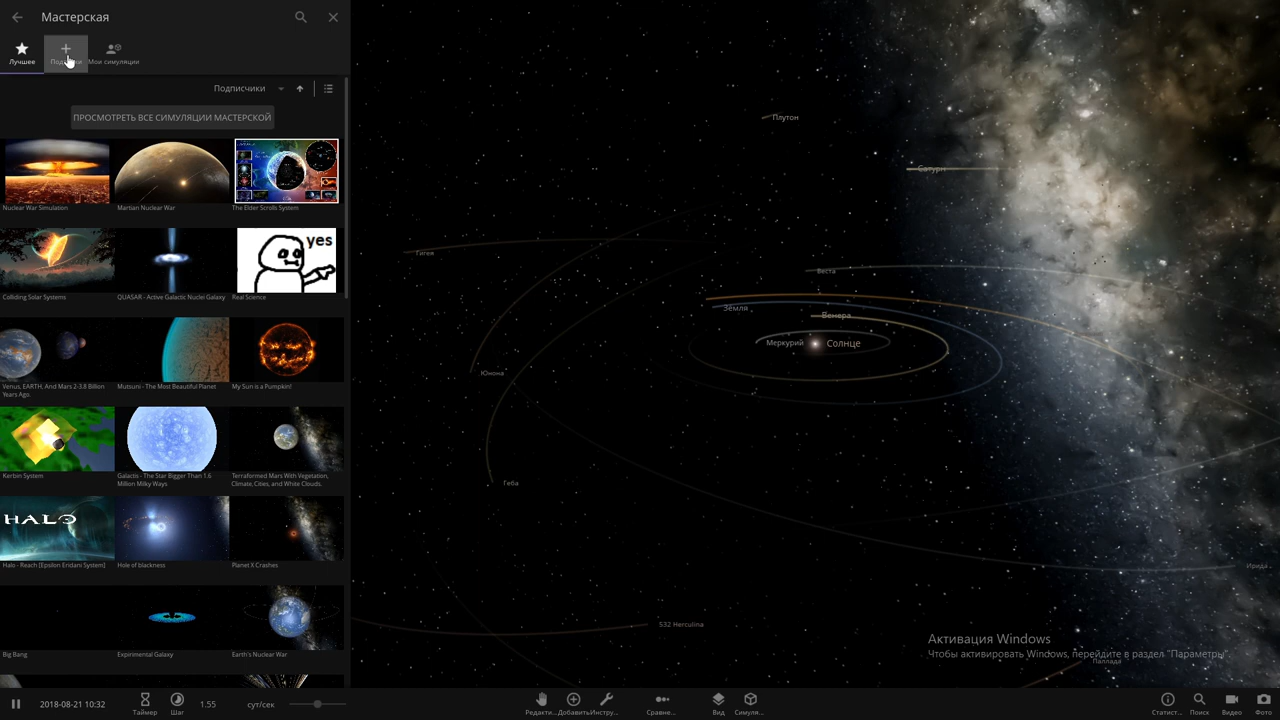 Мастерская
Лучшее
Мои симуляции
Подписчики
ПРОСМОТРЕТЬ ВСЕ СИМУЛЯЦИИ МАСТЕРСКОЙ
Nuclear War Simulation
Martian Nuclear War
The Elder Scrolls System
yes
Colliding Solar Systems
QUASAR - Active Galactic Nuclei Galaxy
Real Science
Venus, EARTH, And Mars 2-3.8 Billion
Years Ago.
Mutsuni - The Most Beautiful Planet
My Sun is a Pumpkin!
Kerbin System
Galactis - The Star Bigger Than 1.6
Million Milky Ways
Terraformed Mars With Vegetation,
Climate, Cities, and White Clouds.
HALO
Halo - Reach [Epsilon Eridani System]
Hole of blackness
Planet X Crashes
Big Bang
Expirimental Galaxy
Earth's Nuclear War
Плутон
Сатурн
Гигея
Веста
Земля
Венера
Меркурий
Солнце
Юнона
Геба
Ирида
532 Herculina
Паллада
Активация Windows
Чтобы активировать Windows, перейдите в раздел "Параметры".
2018-08-21 10:32
Таймер
Шаг
1.55
сут/сек
Редакти...
Добавить
Инстру...
Сравне...
Вид
Симуля...
Статист...
Поиск
Видео
Фото